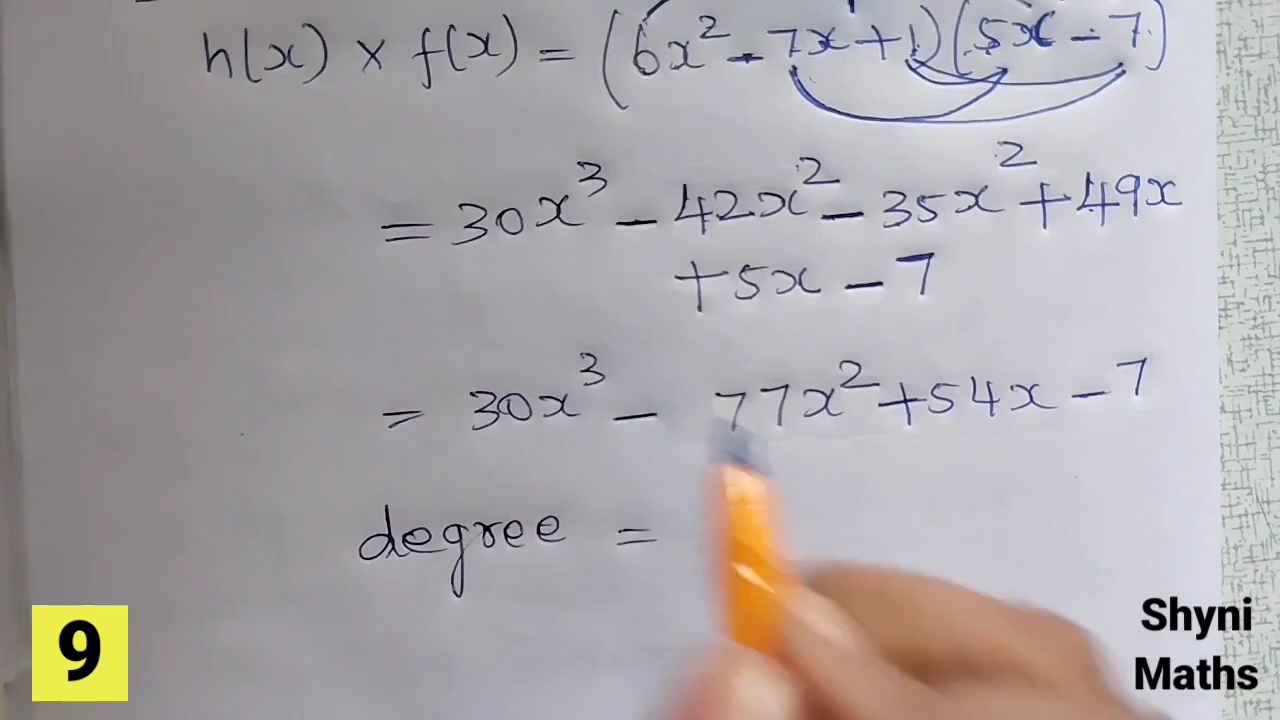 h(x) × f(x) = (6x² - 7x + 1)(5x - 7)
= 30x³ - 42x² - 35x² + 49x
+ 5x - 7
= 30x³ - 77x² + 54x - 7
degree =
9
Shyni
Maths